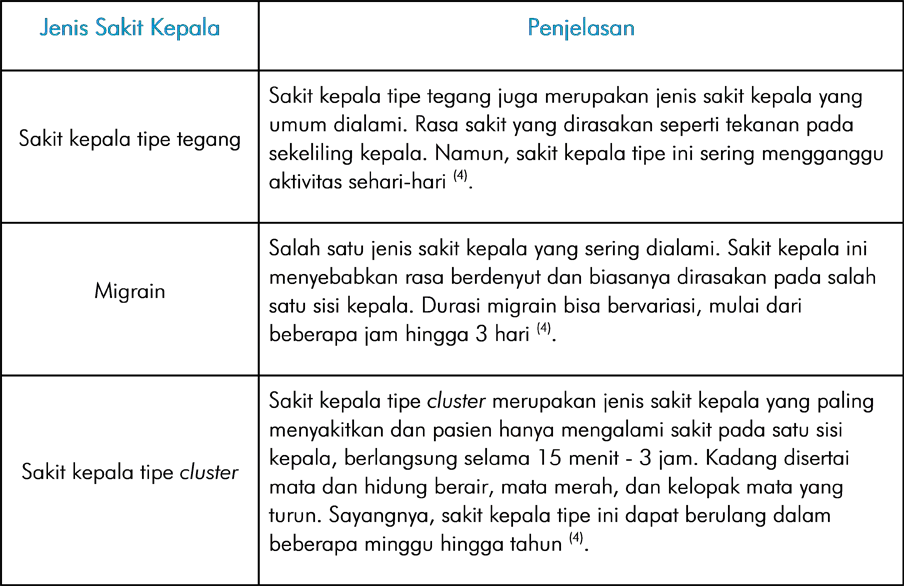 Jenis Sakit Kepala
Penjelasan
Sakit kepala tipe tegang
Sakit kepala tipe tegang juga merupakan jenis sakit kepala yang
umum dialami. Rasa sakit yang dirasakan seperti tekanan pada
sekeliling kepala. Namun, sakit kepala tipe ini sering mengganggu
aktivitas sehari-hari (4).
Migrain
Salah satu jenis sakit kepala yang sering dialami. Sakit kepala ini
menyebabkan rasa berdenyut dan biasanya dirasakan pada salah
satu sisi kepala. Durasi migrain bisa bervariasi, mulai dari
beberapa jam hingga 3 hari (4).
Sakit kepala tipe cluster
Sakit kepala tipe cluster merupakan jenis sakit kepala yang paling
menyakitkan dan pasien hanya mengalami sakit pada satu sisi
kepala, berlangsung selama 15 menit - 3 jam. Kadang disertai
mata dan hidung berair, mata merah, dan kelopak mata yang
turun. Sayangnya, sakit kepala tipe ini dapat berulang dalam
beberapa minggu hingga tahun (4).